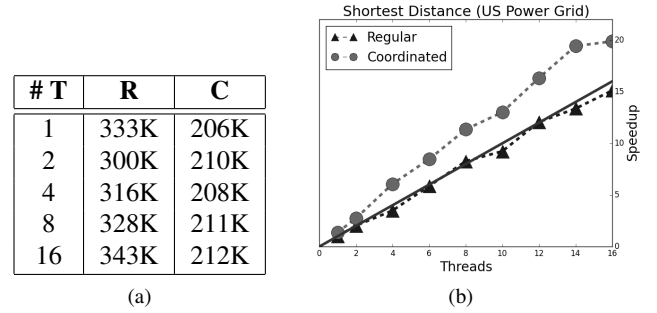 # T R C
1 333K 206K
2 300K 210K
4 316K 208K
8 328K 211K
16 343K 212K
(a)
Shortest Distance (US Power Grid)
Regular
Coordinated
20
15
10
5
0
Speedup
0 2 4 6 8 10 12 14 16
Threads
(b)